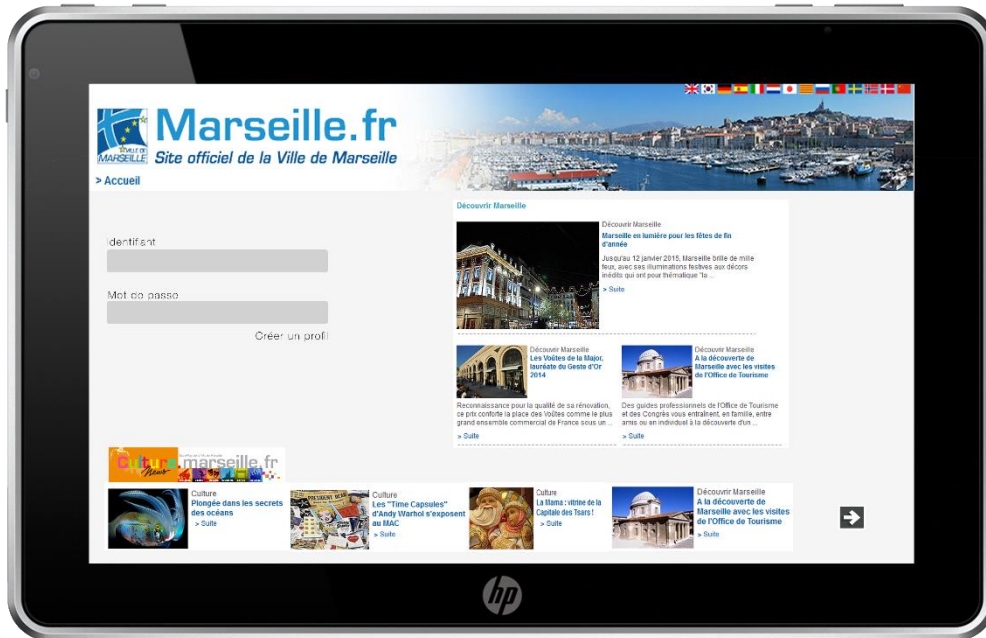 Marseille.fr
VILLE DE
MARSEILLE
Site officiel de la Ville de Marseille
> Accueil
Identifiant
Mot de passe
Créer un profil
Découvrir Marseille
Découvrir Marseille
Marseille en lumière pour les fêtes de fin
d'année
Jusqu'au 12 janvier 2015, Marseille brille de mille
feux, avec ses illuminations festives aux décors
inédits qui ont pour thématique "la ...
> Suite
Découvrir Marseille
Les Voûtes de la Major,
lauréate du Geste d'Or
2014
Reconnaissance pour la qualité de sa rénovation,
ce prix conforte la place des Voûtes comme le plus
grand ensemble commercial de France sous un ...
> Suite
Découvrir Marseille
A la découverte de
Marseille avec les visites
de l'Office de Tourisme
Des guides professionnels de l'Office de Tourisme
et des Congrès vous entraînent, en famille, entre
amis ou en individuel à la découverte d'un ...
> Suite
Culture.marseille.fr
News
Culture
Plongée dans les secrets
des océans
> Suite
PRESIDENT DEAD
Culture
Les "Time Capsules"
d'Andy Warhol s'exposent
au MAC
> Suite
Culture
La Mama : vitrine de la
Capitale des Tsars !
> Suite
Découvrir Marseille
A la découverte de
Marseille avec les visites
de l'Office de Tourisme
> Suite
hp